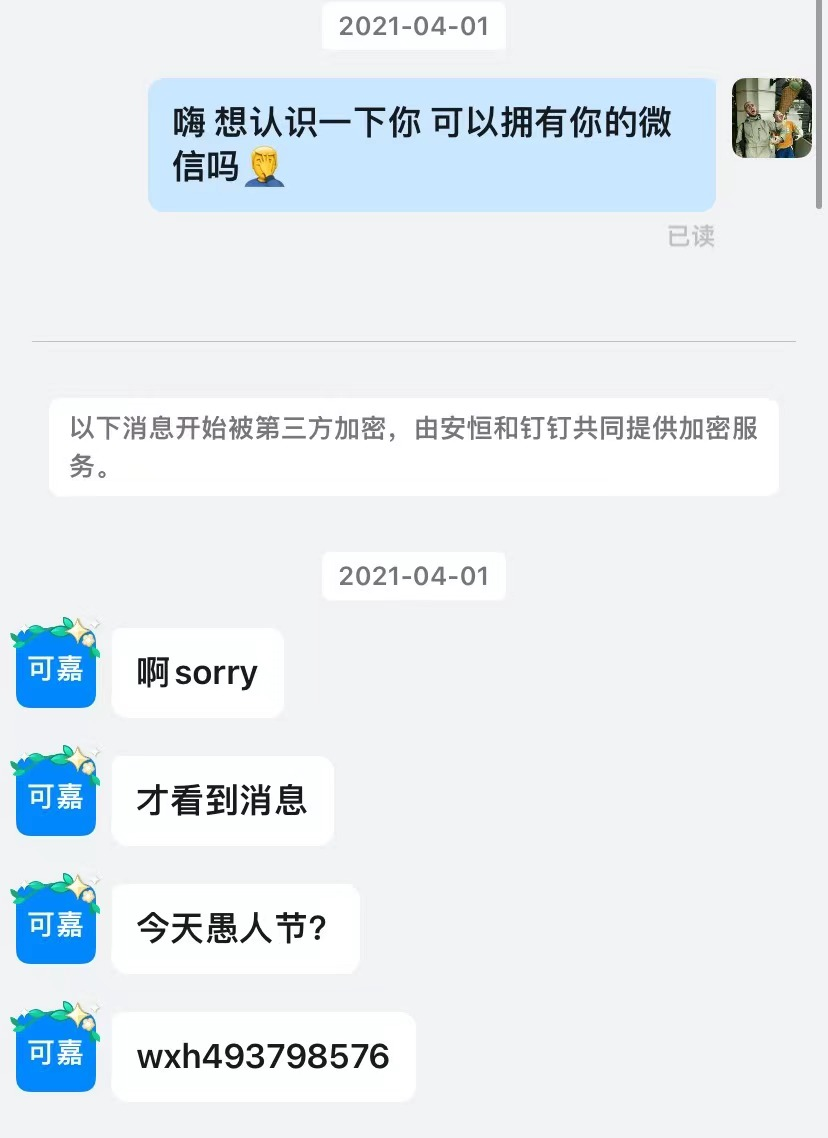 2021-04-01
嗨 想认识一下你 可以拥有你的微
信吗🤦‍♂️
已读
以下消息开始被第三方加密，由安恒和钉钉共同提供加密服
务。
2021-04-01
可嘉
啊sorry
可嘉
才看到消息
可嘉
今天愚人节?
可嘉
wxh493798576